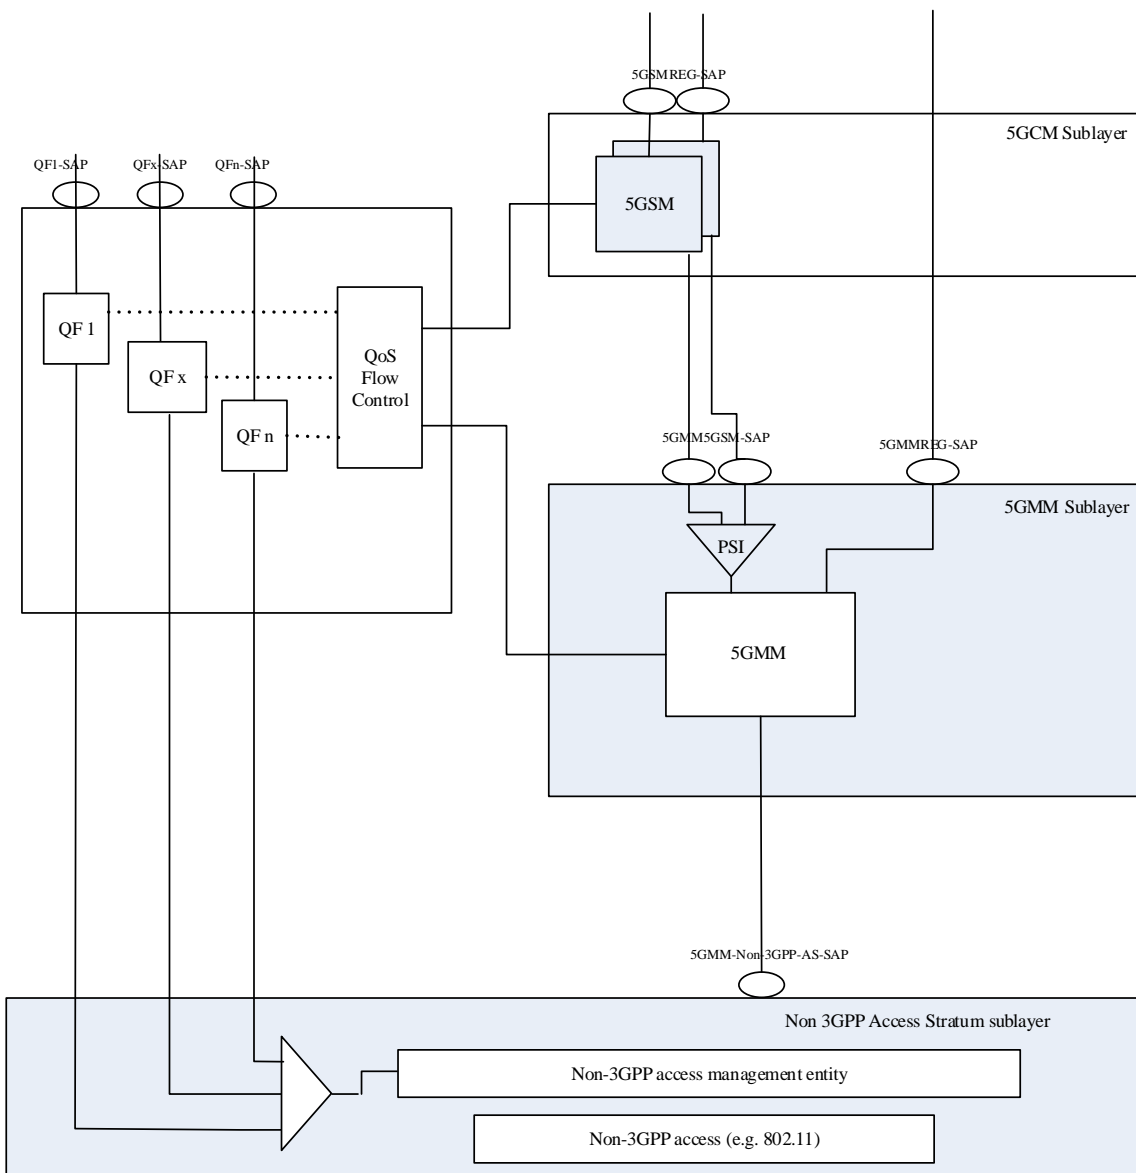 5GSMREG-SAP
5GCM Sublayer
QF1-SAP
QFx-SAP
QFn-SAP
5GSM
QF 1
QF x
QF n
QoS
Flow
Control
5GMM5GSM-SAP
5GMMREG-SAP
5GMM Sublayer
PSI
5GMM
5GMM-Non-3GPP-AS-SAP
Non 3GPP Access Stratum sublayer
Non-3GPP access management entity
Non-3GPP access (e.g. 802.11)